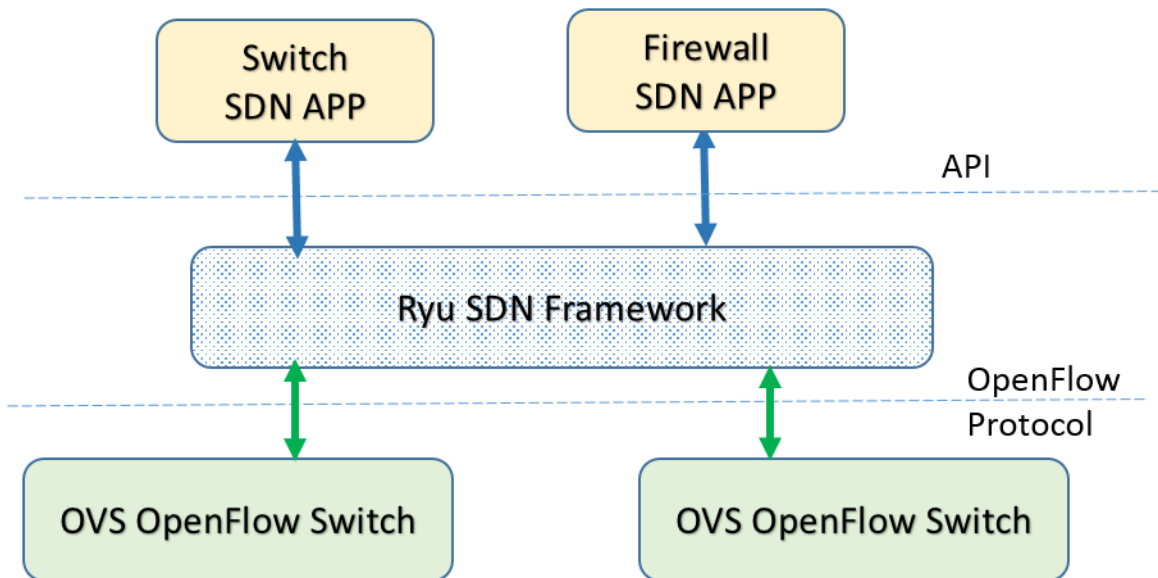 Switch
SDN APP
Firewall
SDN APP
API
Ryu SDN Framework
OpenFlow
Protocol
OVS OpenFlow Switch
OVS OpenFlow Switch